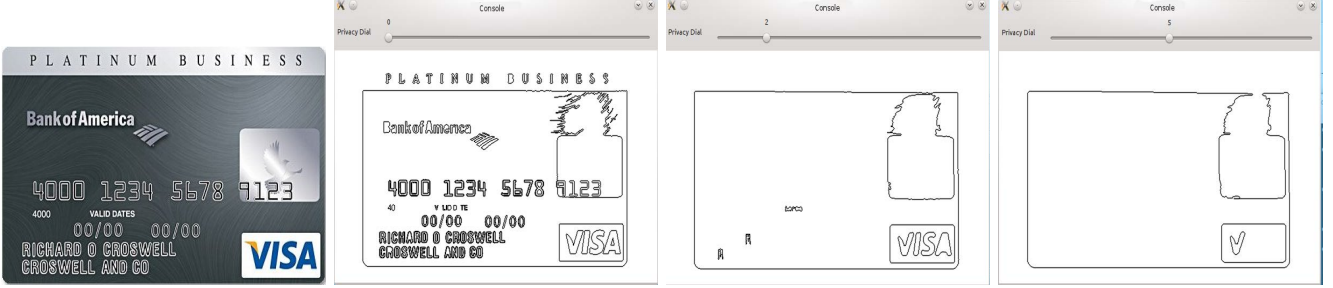 PLATINUM BUSINESS
Bank of America
4000 1234 5678 9123
4000 VALID DATES
00/00 00/00
RICHARD O CROSWELL
CROSWELL AND CO
VISA
Console
0
Privacy Dial
PLATINUM BUSINESS
Bank of America
4000 1234 5678 9123
40 V LID D TE
00/00 00/00
RICHARD O CROSWELL
CROSWELL AND CO
VISA
Console
2
Privacy Dial
VISA
Console
5
Privacy Dial
V